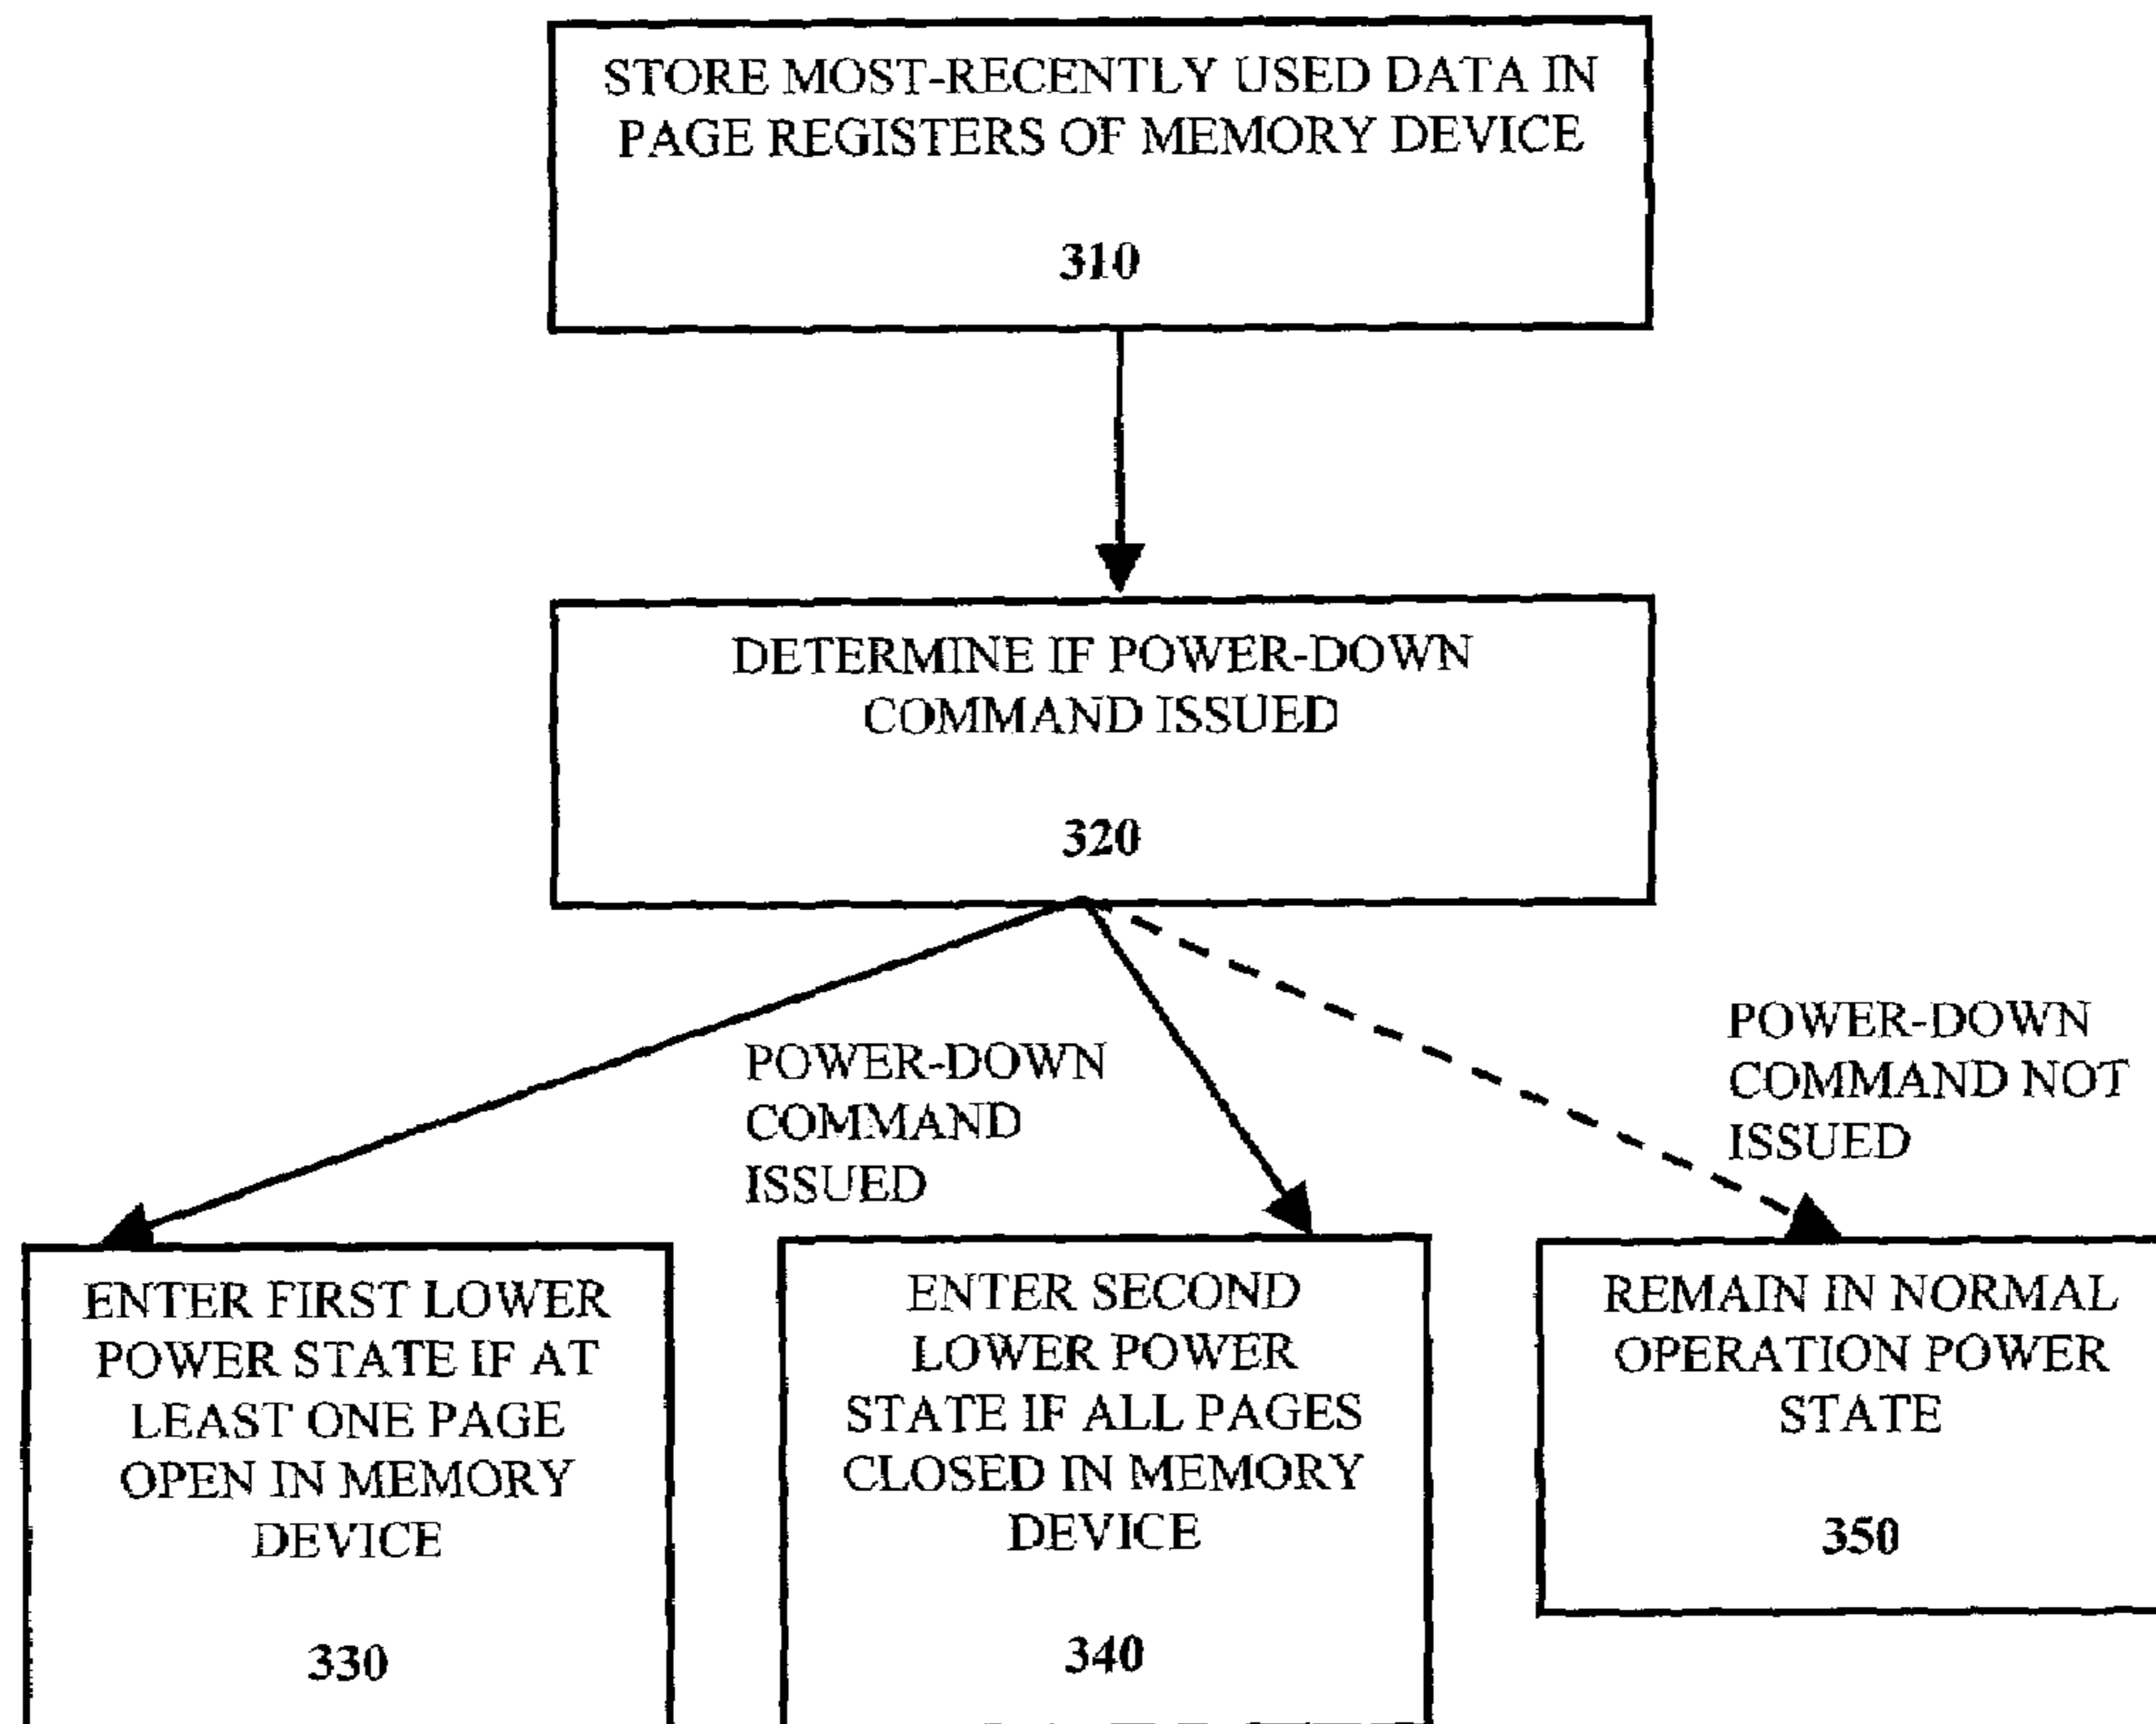 STORE MOST-RECENTLY USED DATA IN
PAGE REGISTERS OF MEMORY DEVICE
310
DETERMINE IF POWER-DOWN
COMMAND ISSUED
320
POWER-DOWN
COMMAND
ISSUED
POWER-DOWN
COMMAND NOT
ISSUED
ENTER FIRST LOWER
POWER STATE IF AT
LEAST ONE PAGE
OPEN IN MEMORY
DEVICE
330
ENTER SECOND
LOWER POWER
STATE IF ALL PAGES
CLOSED IN MEMORY
DEVICE
340
REMAIN IN NORMAL
OPERATION POWER
STATE
350